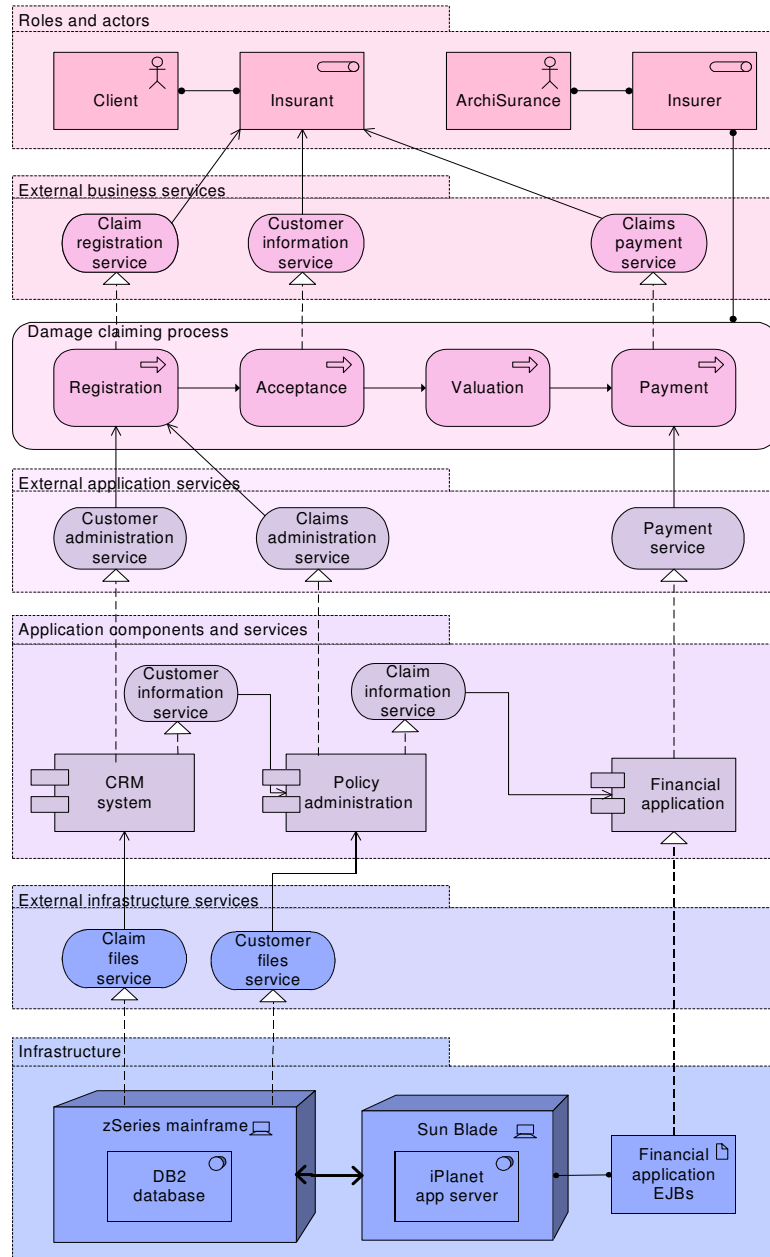 Roles and actors
Client
Insurant
ArchiSurance
Insurer
External business services
Claim
registration
service
Customer
information
service
Claims
payment
service
Damage claiming process
Registration
Acceptance
Valuation
Payment
External application services
Customer
administration
service
Claims
administration
service
Payment
service
Application components and services
Customer
information
service
Claim
information
service
CRM
system
Policy
administration
Financial
application
External infrastructure services
Claim
files
service
Customer
files
service
Infrastructure
zSeries mainframe
DB2
database
Sun Blade
iPlanet
app server
Financial
application
EJBs